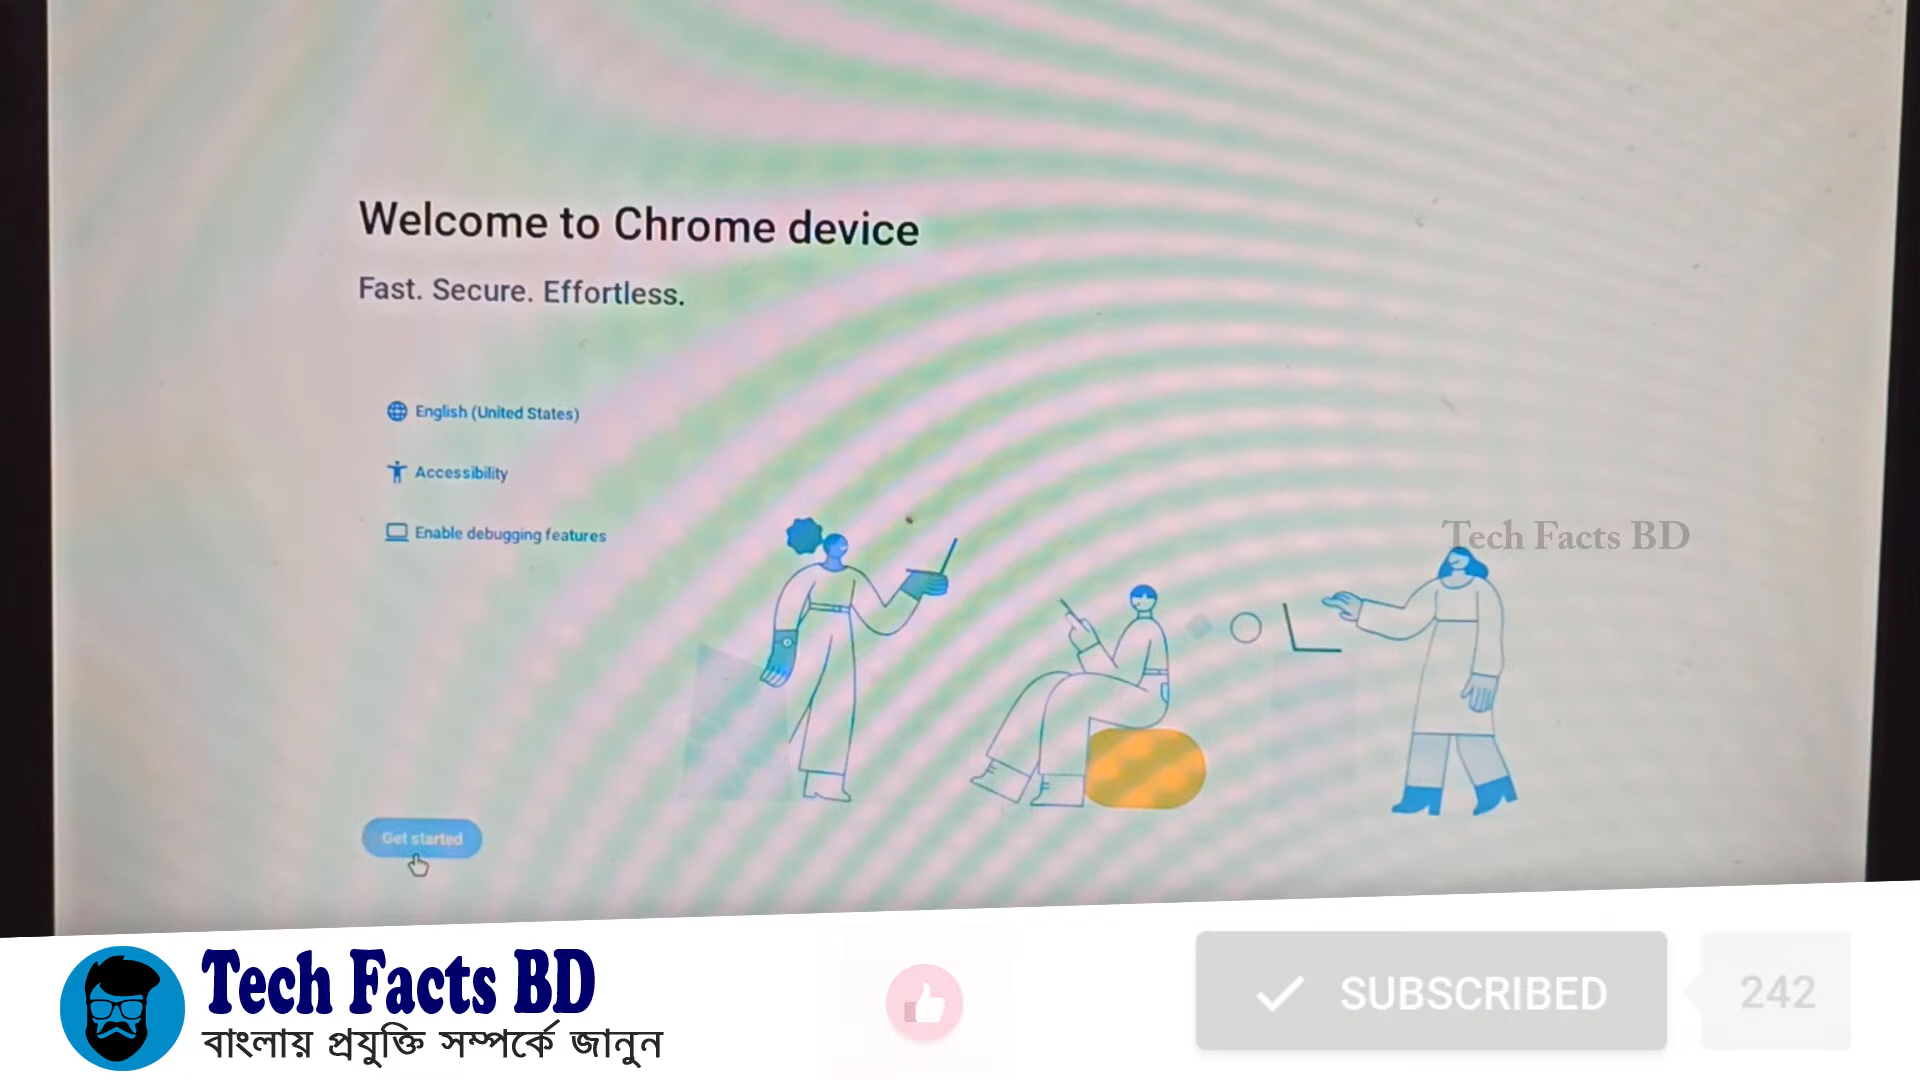 Welcome to Chrome device
Fast. Secure. Effortless.
English (United States)
Accessibility
Enable debugging features
Tech Facts BD
Get started
Tech Facts BD
বাংলায় প্রযুক্তি সম্পর্কে জানুন
SUBSCRIBED
242